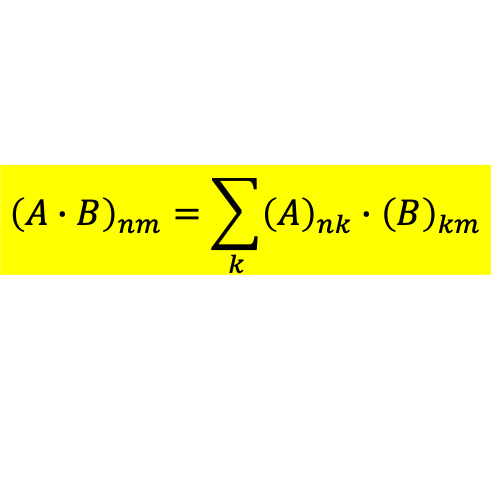 (A · B)ₙₘ = ∑ₖ (A)ₙₖ · (B)ₖₘ